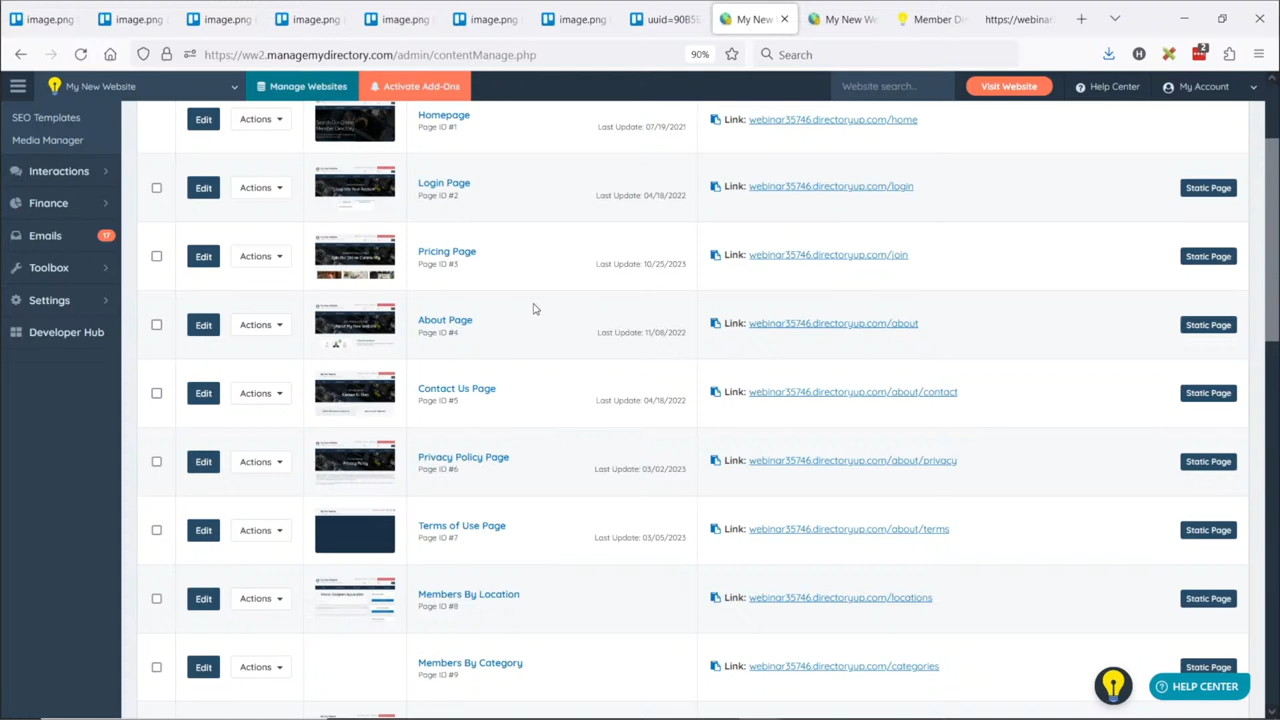 image.png
image.png
image.png
image.png
image.png
image.png
image.png
uuid=90B5E
My New
My New We
Member Di
https://webinar
https://ww2.managemydirectory.com/admin/contentManage.php
90%
Search
2
My New Website
Manage Websites
Activate Add-Ons
Website search..
Visit Website
Help Center
My Account
SEO Templates
Media Manager
Interactions
Finance
Emails
17
Toolbox
Settings
Developer Hub
Edit
Actions
Homepage
Page ID #1
Last Update: 07/19/2021
Link: webinar35746.directoryup.com/home
Edit
Actions
Login Page
Page ID #2
Last Update: 04/18/2022
Link: webinar35746.directoryup.com/login
Static Page
Edit
Actions
Pricing Page
Page ID #3
Last Update: 10/25/2023
Link: webinar35746.directoryup.com/join
Static Page
Edit
Actions
About Page
Page ID #4
Last Update: 11/08/2022
Link: webinar35746.directoryup.com/about
Static Page
Edit
Actions
Contact Us Page
Page ID #5
Last Update: 04/18/2022
Link: webinar35746.directoryup.com/about/contact
Static Page
Edit
Actions
Privacy Policy
Privacy Policy Page
Page ID #6
Last Update: 03/02/2023
Link: webinar35746.directoryup.com/about/privacy
Static Page
Edit
Actions
Terms of Use Page
Page ID #7
Last Update: 03/05/2023
Link: webinar35746.directoryup.com/about/terms
Static Page
Edit
Actions
Members By Location
Page ID #8
Link: webinar35746.directoryup.com/locations
Static Page
Edit
Actions
Members By Category
Page ID #9
Link: webinar35746.directoryup.com/categories
Static Page
HELP CENTER